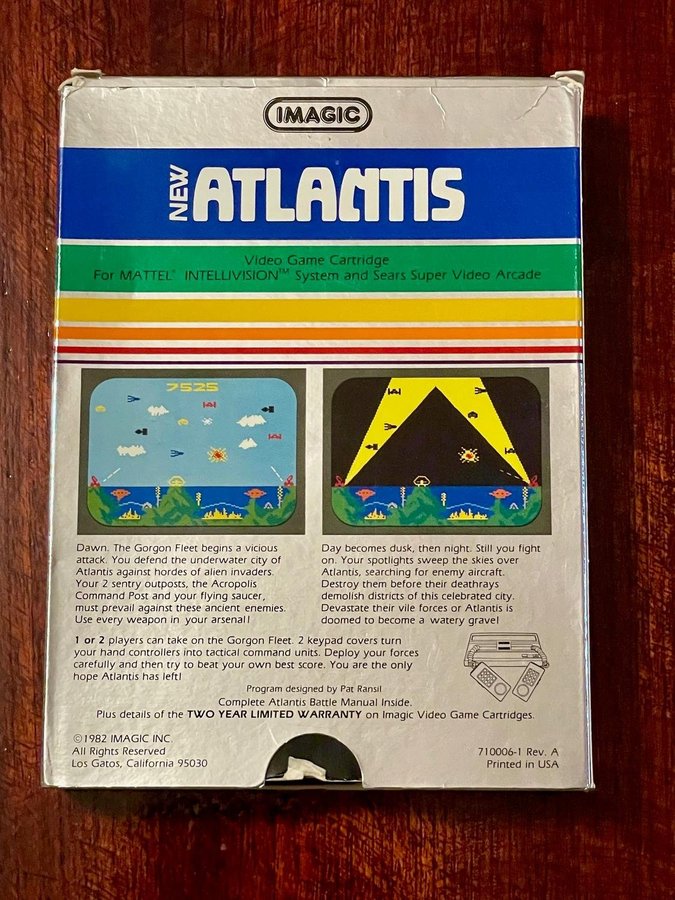 IMAGIC
NEW ATLANTIS
Video Game Cartridge
For MATTEL® INTELLIVISION™ System and Sears Super Video Arcade
7525
Dawn. The Gorgon Fleet begins a vicious
attack. You defend the underwater city of
Atlantis against hordes of alien invaders.
Your 2 sentry outposts, the Acropolis
Command Post and your flying saucer,
must prevail against these ancient enemies.
Use every weapon in your arsenal!
Day becomes dusk, then night. Still you fight
on. Your spotlights sweep the skies over
Atlantis, searching for enemy aircraft.
Destroy them before their deathrays
demolish districts of this celebrated city.
Devastate their vile forces or Atlantis is
doomed to become a watery grave!
1 or 2 players can take on the Gorgon Fleet. 2 keypad covers turn
your hand controllers into tactical command units. Deploy your forces
carefully and then try to beat your own best score. You are the only
hope Atlantis has left!
Program designed by Pat Ransil
Complete Atlantis Battle Manual Inside.
Plus details of the TWO YEAR LIMITED WARRANTY on Imagic Video Game Cartridges.
©1982 IMAGIC INC.
All Rights Reserved
Los Gatos, California 95030
710006-1 Rev. A
Printed in USA